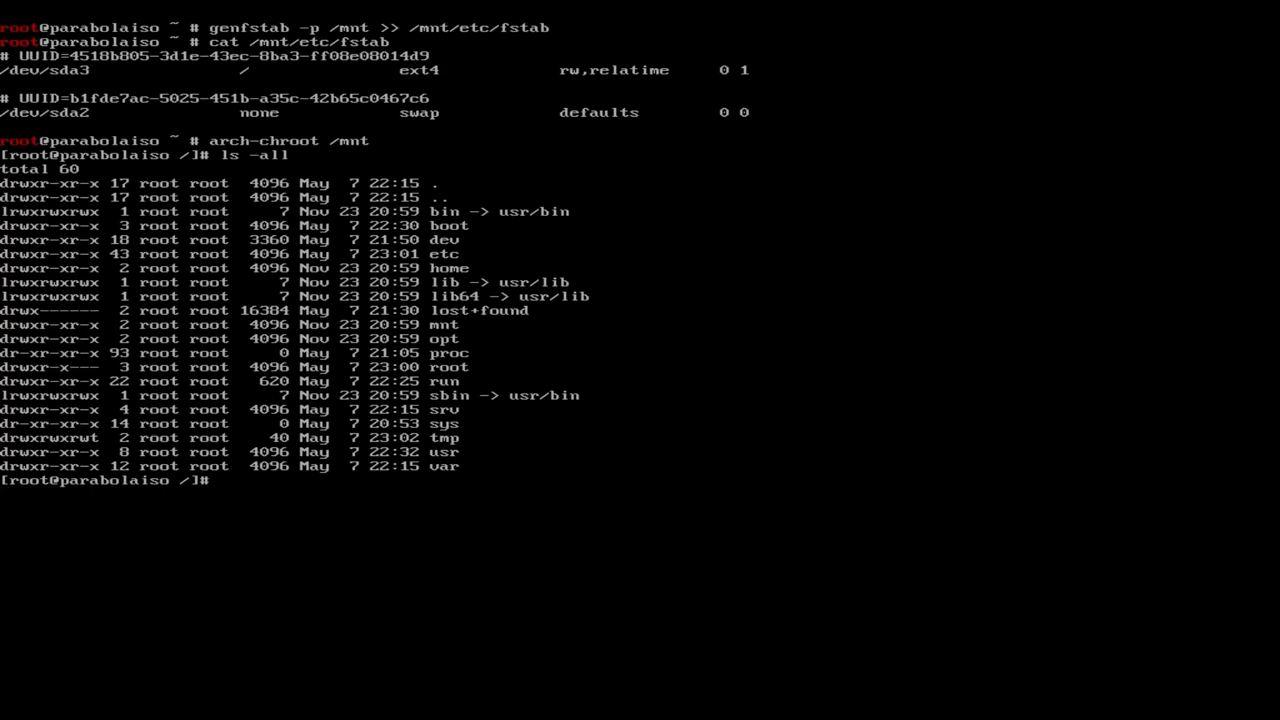 root@parabolaiso ~ # genfstab -p /mnt >> /mnt/etc/fstab
root@parabolaiso ~ # cat /mnt/etc/fstab
# UUID=4518b805-3d1e-43ec-8ba3-ff08e08014d9
/dev/sda3               /               ext4            rw,relatime     0 1

# UUID=b1fde7ac-5025-451b-a35c-42b65c0467c6
/dev/sda2               none            swap            defaults        0 0

root@parabolaiso ~ # arch-chroot /mnt
[root@parabolaiso /]# ls -all
total 60
drwxr-xr-x 17 root root  4096 May  7 22:15 .
drwxr-xr-x 17 root root  4096 May  7 22:15 ..
lrwxrwxrwx  1 root root     7 Nov 23 20:59 bin -> usr/bin
drwxr-xr-x  3 root root  4096 May  7 22:30 boot
drwxr-xr-x 18 root root  3360 May  7 21:50 dev
drwxr-xr-x 43 root root  4096 May  7 23:01 etc
drwxr-xr-x  2 root root  4096 Nov 23 20:59 home
lrwxrwxrwx  1 root root     7 Nov 23 20:59 lib -> usr/lib
lrwxrwxrwx  1 root root     7 Nov 23 20:59 lib64 -> usr/lib
drwx------  2 root root 16384 May  7 21:30 lost+found
drwxr-xr-x  2 root root  4096 Nov 23 20:59 mnt
drwxr-xr-x  2 root root  4096 Nov 23 20:59 opt
dr-xr-xr-x 93 root root     0 May  7 21:05 proc
drwxr-x---  3 root root  4096 May  7 23:00 root
drwxr-xr-x 22 root root   620 May  7 22:25 run
lrwxrwxrwx  1 root root     7 Nov 23 20:59 sbin -> usr/bin
drwxr-xr-x  4 root root  4096 May  7 22:15 srv
dr-xr-xr-x 14 root root     0 May  7 20:53 sys
drwxrwxrwt  2 root root    40 May  7 23:02 tmp
drwxr-xr-x  8 root root  4096 May  7 22:32 usr
drwxr-xr-x 12 root root  4096 May  7 22:15 var
[root@parabolaiso /]#